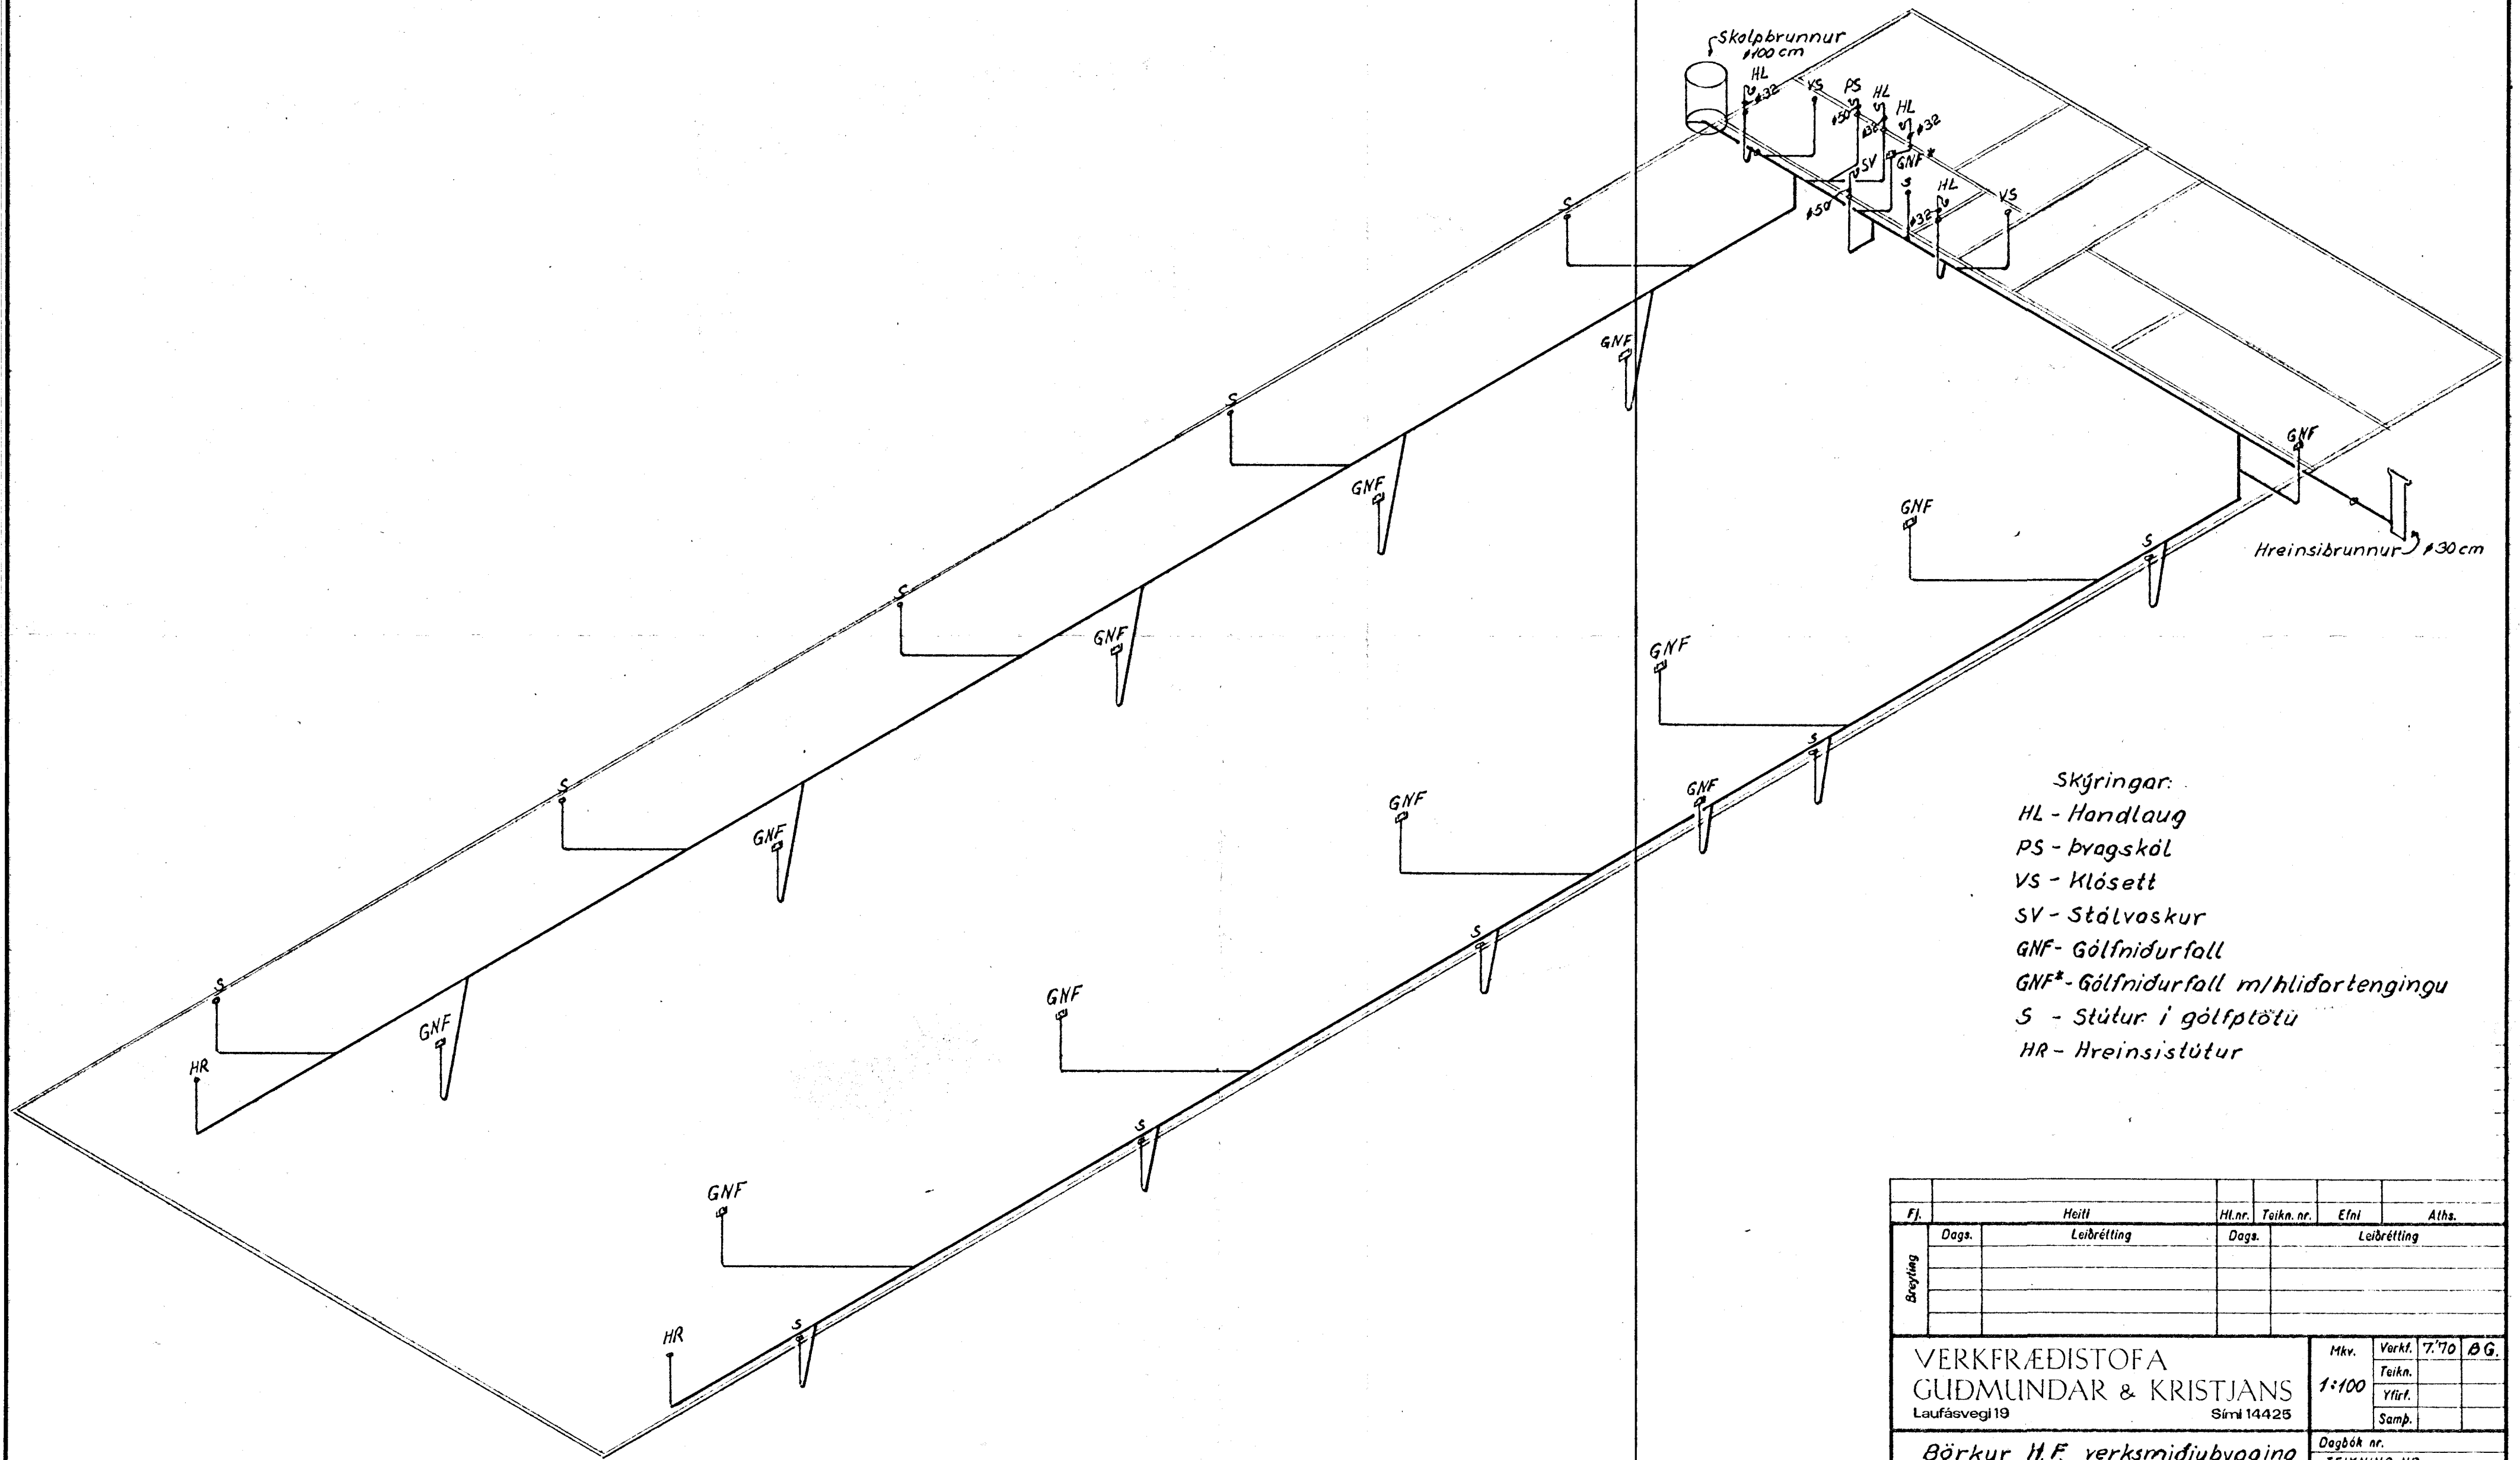 Skolpbrunnur
ø100 cm
HL
ø32
VS
PS
ø50
HL
ø32
HL
ø32
SV
ø50
GNF*
S
HL
ø32
VS
S
GNF
S
GNF
S
GNF
S
GNF
S
GNF
HR
GNF
Hreinsibrunnur ø30 cm
GNF
S
GNF
S
GNF
GNF
S
GNF
S
GNF
S
HR
Skýringar:
HL - Handlaug
PS - Þvagskál
VS - Klósett
SV - Stálvaskur
GNF - Gólfniðurfall
GNF* - Gólfniðurfall m/hliðartengingu
S - Stútur í gólfplötu
HR - Hreinsistútur
Fj. Heiti Hl.nr. Teikn. nr. Efni Aths.
Breyting Dags. Leiðrétting Dags. Leiðrétting
VERKFRÆÐISTOFA
GUÐMUNDAR & KRISTJÁNS
Laufásvegi 19 Sími 14425
Mkv. 1:100
Verkf. 7.'70 BG.
Teikn.
Yfirf.
Samþ.
Börkur H.F. verksmiðjubygging
Dagbók nr.